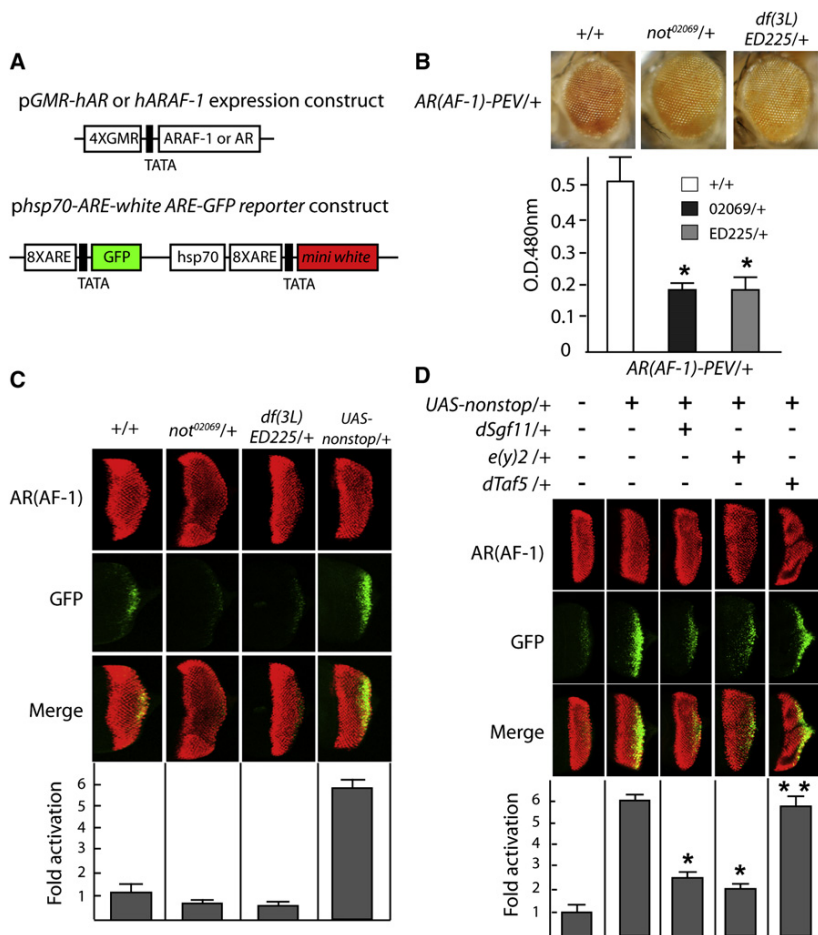 A
pGMR-hAR or hARAF-1 expression construct
4XGMR
ARAF-1 or AR
TATA
phsp70-ARE-white ARE-GFP reporter construct
8XARE
GFP
hsp70
8XARE
mini white
TATA
TATA
B
+/+
not02069/+
df(3L)
ED225/+
AR(AF-1)-PEV/+
O.D.480nm
0.5
0.4
0.3
0.2
0.1
0
+/+
02069/+
ED225/+
*
*
AR(AF-1)-PEV/+
C
+/+
not02069/+
df(3L)
ED225/+
UAS-
nonstop/+
AR(AF-1)
GFP
Merge
Fold activation
6
5
4
3
2
1
D
UAS-nonstop/+ - + + + +
dSgf11/+ - - + - -
e(y)2 /+ - - - + -
dTaf5 /+ - - - - +
AR(AF-1)
GFP
Merge
Fold activation
6
5
4
3
2
1
*
*
* *